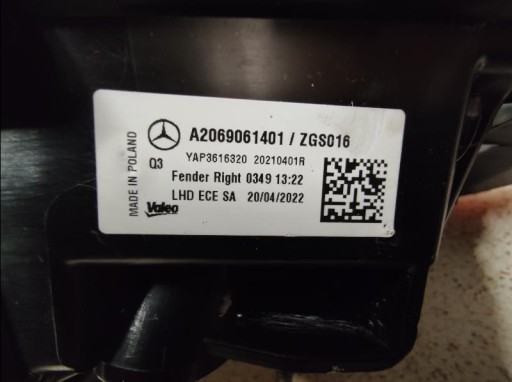 A2069061401 / ZGS016
Q3
YAP3616320 20210401R
Fender Right 0349 13:22
LHD ECE SA 20/04/2022
MADE IN POLAND
Valeo